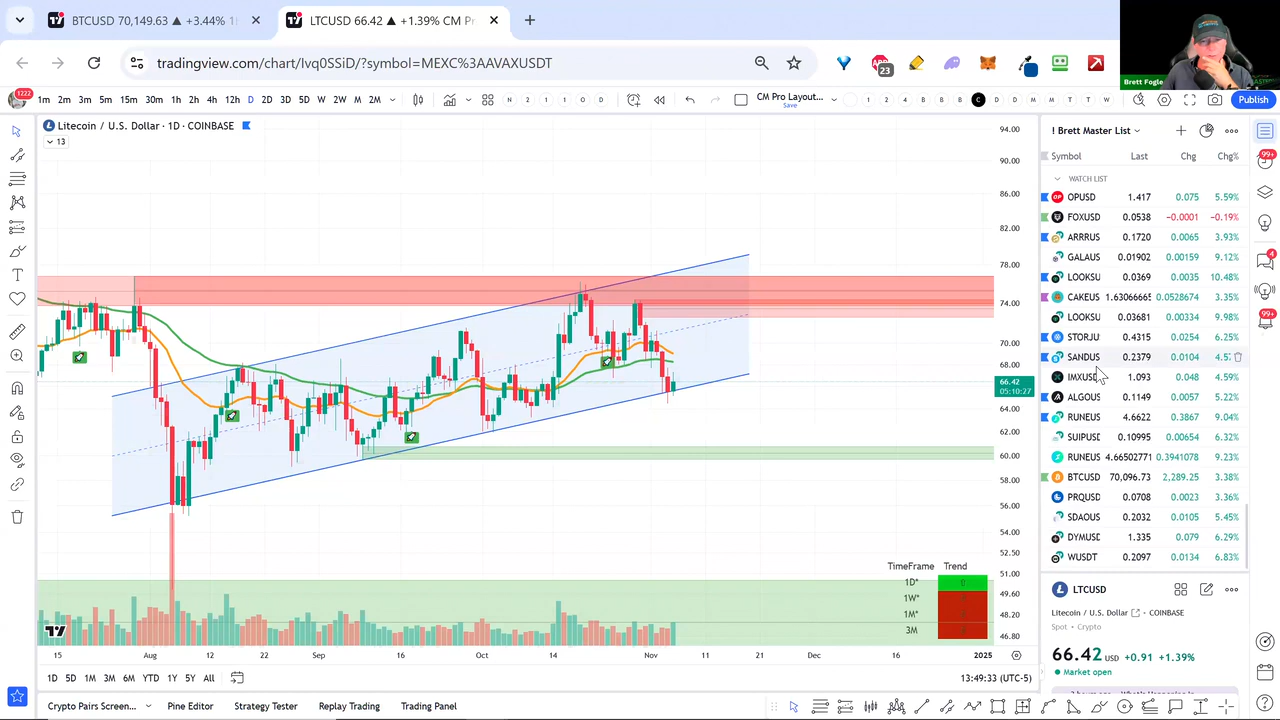 BTCUSD 70,149.63 ▲ +3.44%
LTCUSD 66.42 ▲ +1.39% CM Pr
tradingview.com/chart/Ivq0SSiD/?symbol=MEXC%3AAVAXUSDT
23
Brett Fogle
1222
1m 2m 3m 5m 15m 30m 1h 2h 4h 12h D 2D 3D 5D W 2W M 2M
CM Pro Layout...
Save
Publish
Litecoin / U.S. Dollar · 1D · COINBASE
13
! Brett Master List
Symbol Last Chg Chg%
WATCH LIST
OPUSD 1.417 0.075 5.59%
FOXUSD 0.0538 −0.0001 −0.19%
ARRRUS 0.1720 0.0065 3.93%
GALAUS 0.01902 0.00159 9.12%
LOOKSU 0.0369 0.0035 10.48%
CAKEUS 1.63066665 0.0528674 3.35%
LOOKSU 0.03681 0.00334 9.98%
STORJU 0.4315 0.0254 6.25%
SANDUS 0.2379 0.0104 4.5
IMXUSD 1.093 0.048 4.59%
ALGOUS 0.1149 0.0057 5.22%
RUNEUS 4.6622 0.3867 9.04%
SUIPUSD 0.10995 0.00654 6.32%
RUNEUS 4.66502771 0.3941078 9.23%
BTCUSD 70,096.73 2,289.25 3.38%
PRQUSD 0.0708 0.0023 3.36%
SDAOUS 0.2032 0.0105 5.45%
DYMUSD 1.335 0.079 6.29%
WUSDT 0.2097 0.0134 6.83%
99+
4
99+
94.00
90.00
86.00
82.00
78.00
74.00
70.00
68.00
66.42
05:10:27
64.00
62.00
60.00
58.00
56.00
54.00
52.50
51.00
49.60
48.20
46.80
TimeFrame Trend
1D*
1W*
1M*
3M
15 Aug 12 22 Sep 16 Oct 14 Nov 11 21 Dec 16 2025
1D 5D 1M 3M 6M YTD 1Y 5Y All
13:49:33 (UTC-5)
LTCUSD
Litecoin / U.S. Dollar COINBASE
Spot • Crypto
66.42 USD +0.91 +1.39%
Market open
Crypto Pairs Screen... Pine Editor Strategy Tester Replay Trading Trading Panel